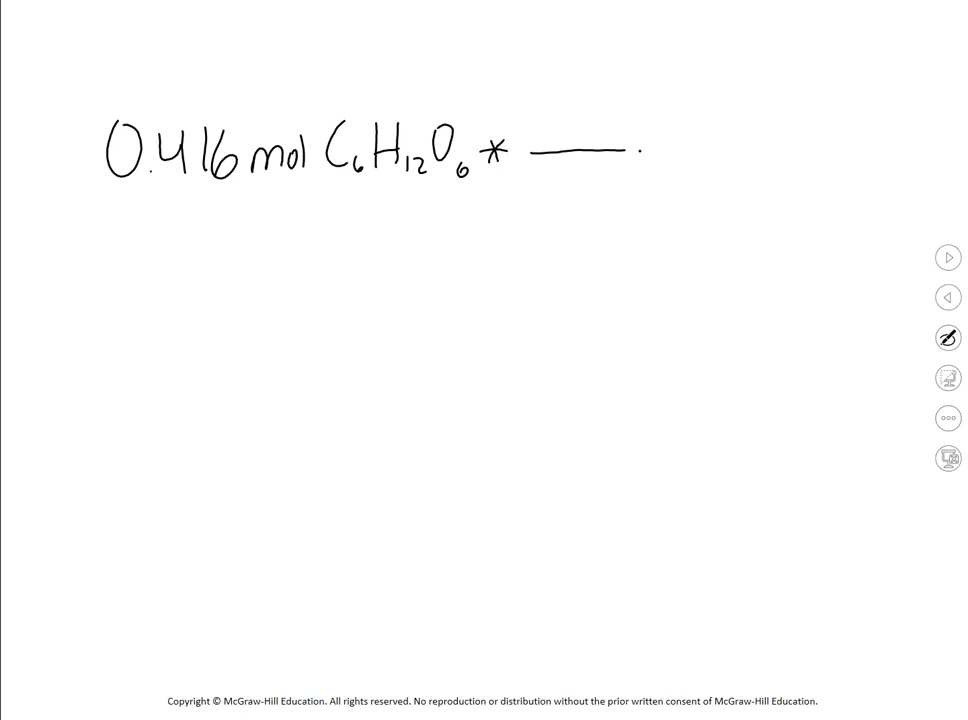 0.416 mol C₆H₁₂O₆ *
Copyright © McGraw-Hill Education. All rights reserved. No reproduction or distribution without the prior written consent of McGraw-Hill Education.